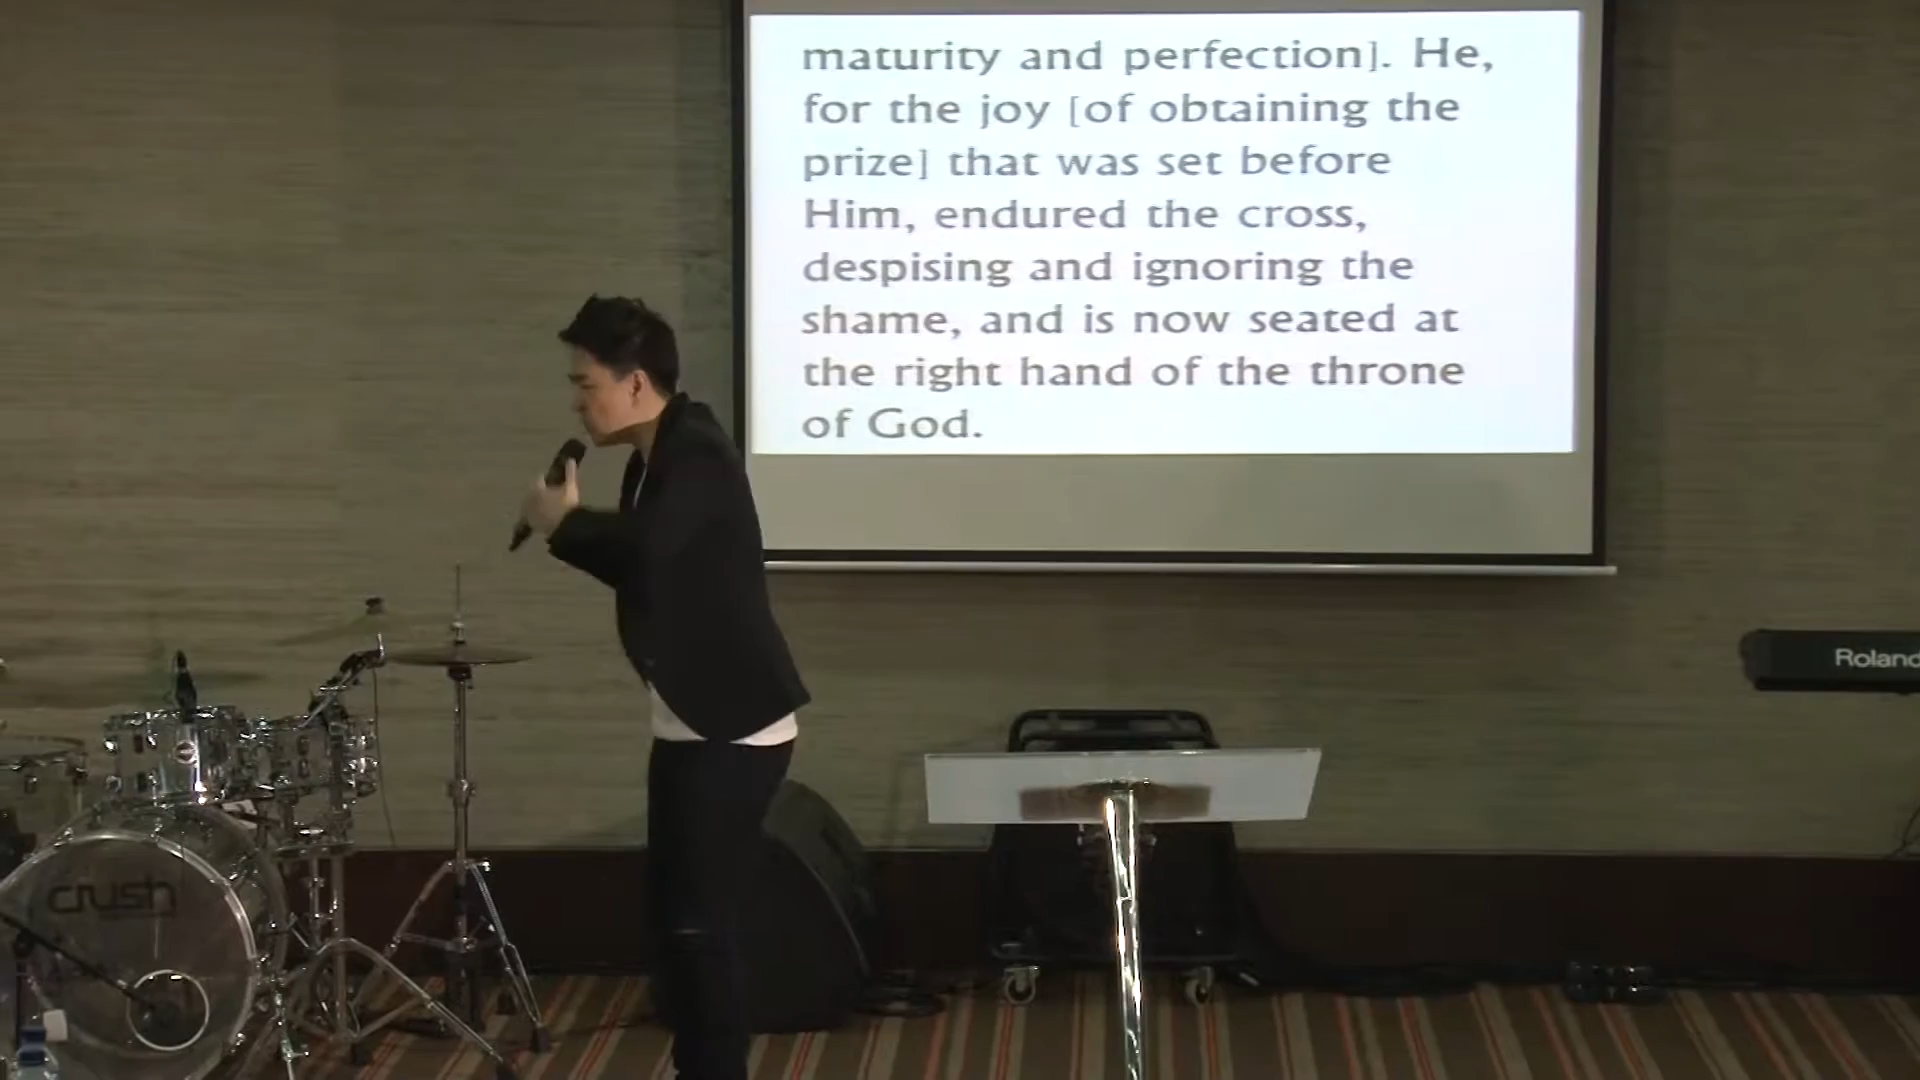 maturity and perfection]. He,
for the joy [of obtaining the
prize] that was set before
Him, endured the cross,
despising and ignoring the
shame, and is now seated at
the right hand of the throne
of God.
Roland
crush